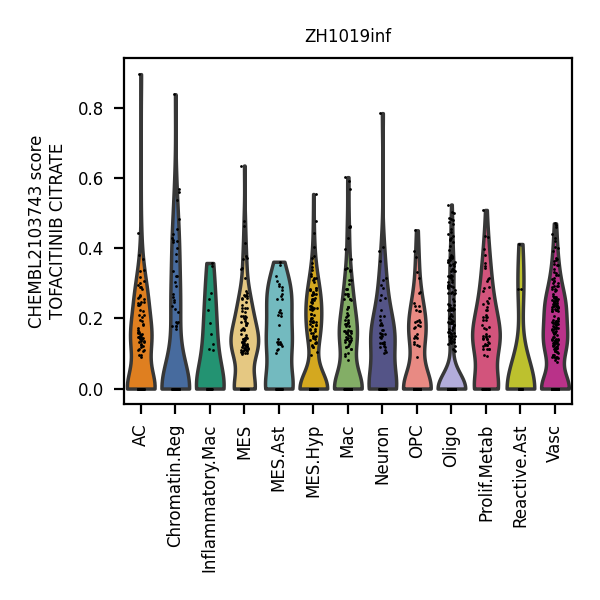 ZH1019inf
CHEMBL2103743 score
TOFACITINIB CITRATE
0.8
0.6
0.4
0.2
0.0
AC
Chromatin.Reg
Inflammatory.Mac
MES
MES.Ast
MES.Hyp
Mac
Neuron
OPC
Oligo
Prolif.Metab
Reactive.Ast
Vasc